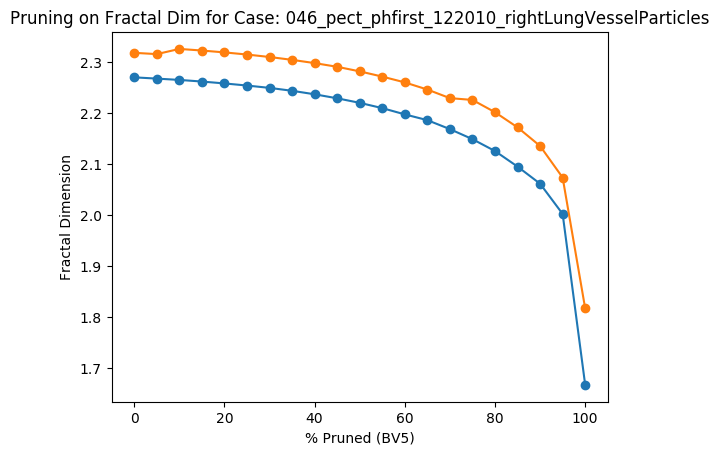 Pruning on Fractal Dim for Case: 046_pect_phfirst_122010_rightLungVesselParticles
Fractal Dimension
2.3
2.2
2.1
2.0
1.9
1.8
1.7
0 20 40 60 80 100
% Pruned (BV5)